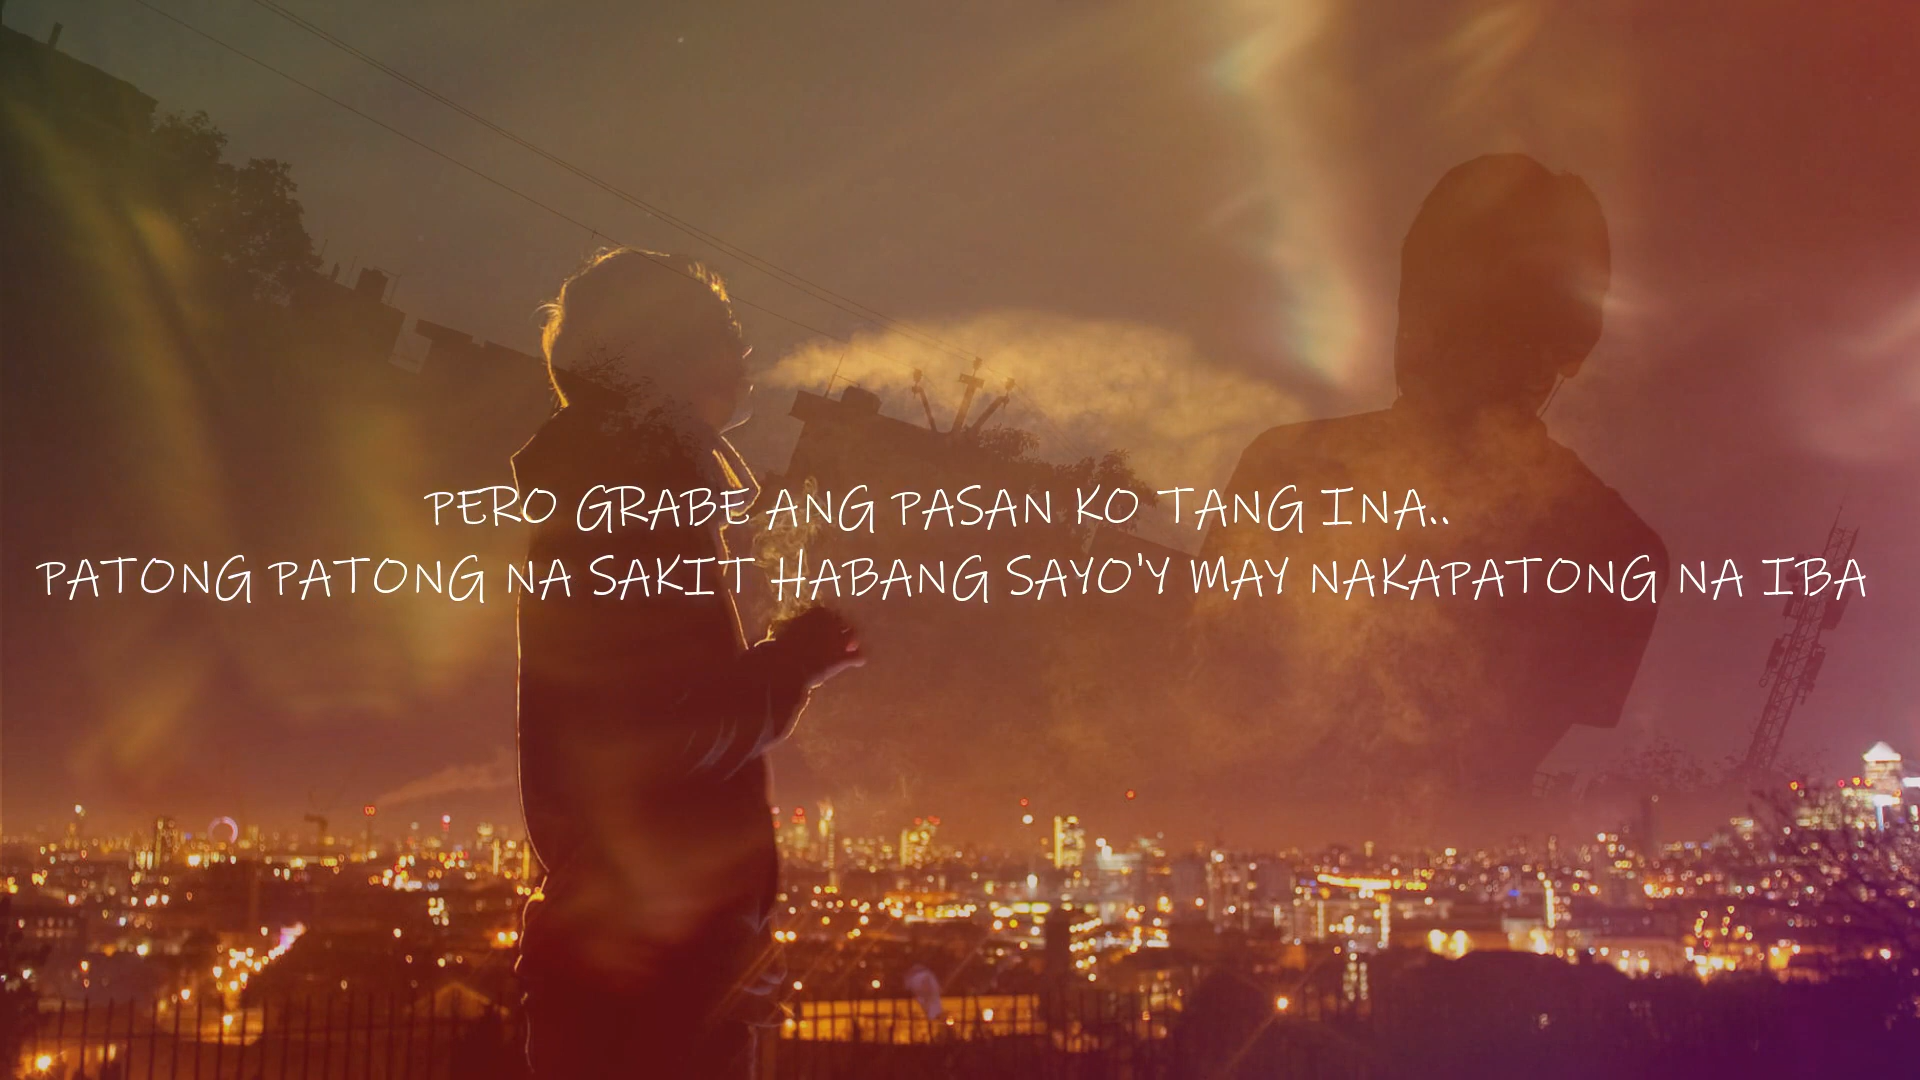 PERO GRABE ANG PASAN KO TANG INA..
PATONG PATONG NA SAKIT HABANG SAYO'Y MAY NAKAPATONG NA IBA